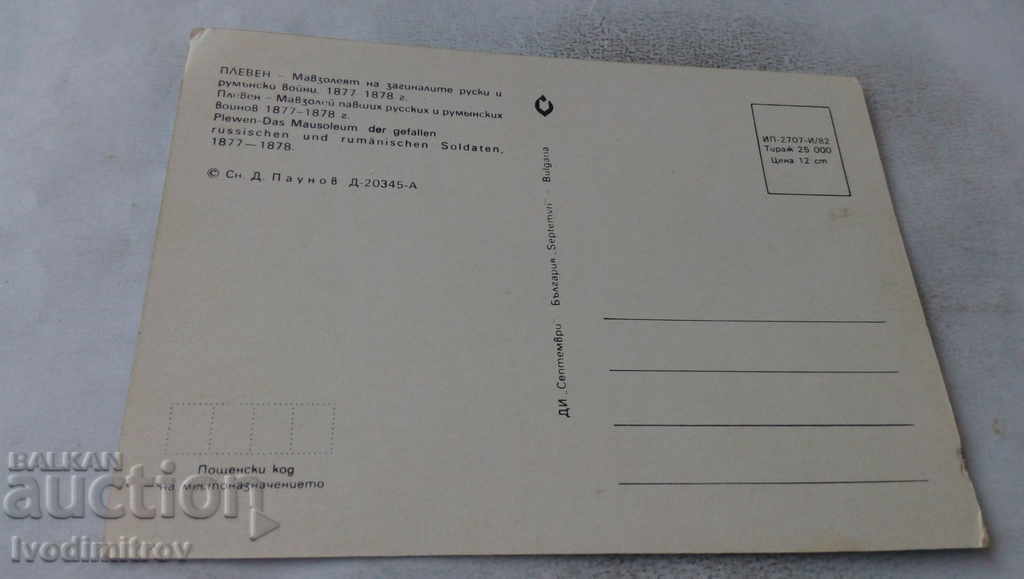 ПЛЕВЕН – Мавзолеят на загиналите руски и
румънски войни. 1877–1878 г.
Плевен – Мавзолей павших русских и румынских
воинов 1877–1878 г.
Plewen–Das Mausoleum der gefallen
russischen und rumänischen Soldaten,
1877—1878.
© Сн. Д. Паунов Д-20345-А
ДИ „Септември“ България „Septemvri“ – Bulgaria
ИП-2707-И/82
Тираж 25 000
Цена 12 ст
Пощенски код
на местоназначението
BALKAN
auction
Ivodimitrov